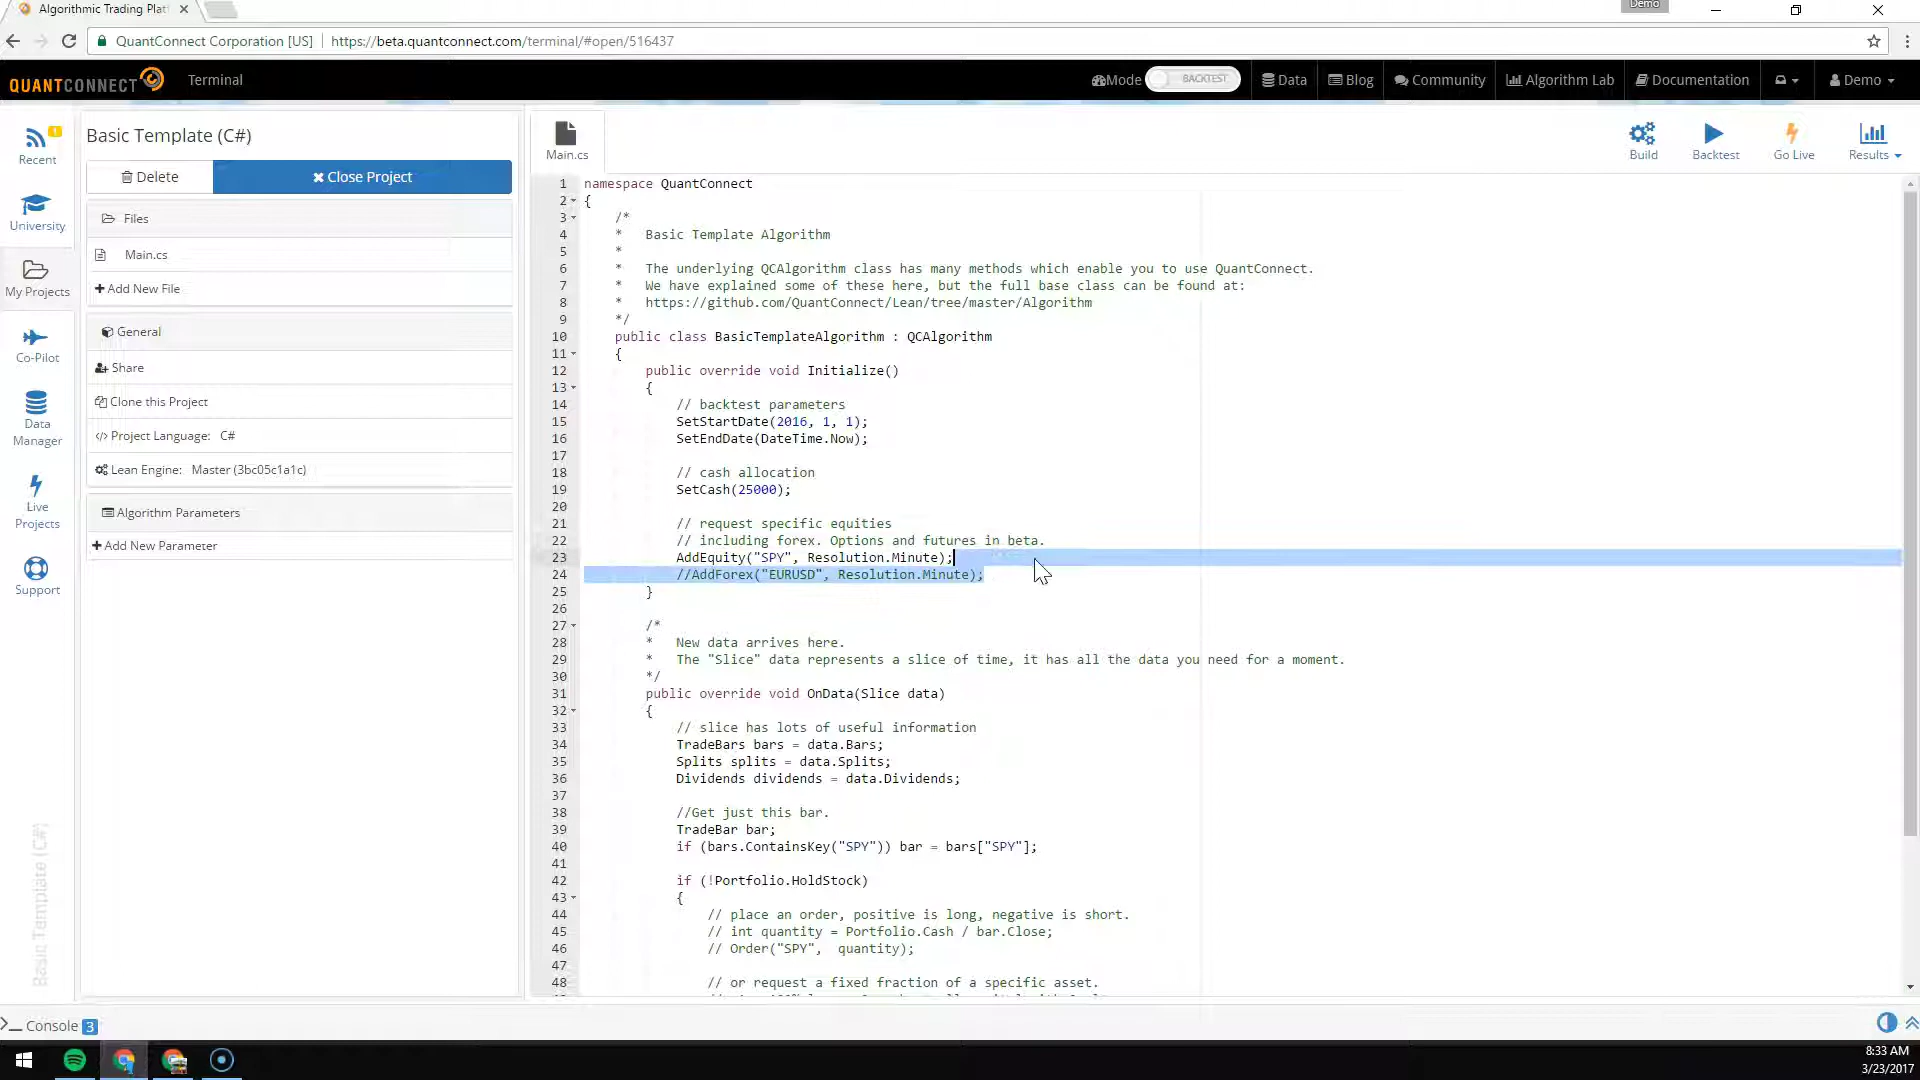 Algorithmic Trading Plat
Demo
QuantConnect Corporation [US] | https://beta.quantconnect.com/terminal/#open/516437
QUANTCONNECT Terminal Mode BACKTEST Data Blog Community Algorithm Lab Documentation Demo
Recent
University
My Projects
Co-Pilot
Data
Manager
Live
Projects
Support
Basic Template (C#)
Basic Template (C#)
Delete Close Project
Files
Main.cs
Add New File
General
Share
Clone this Project
Project Language: C#
Lean Engine: Master (3bc05c1a1c)
Algorithm Parameters
Add New Parameter
Main.cs
Build Backtest Go Live Results
1 namespace QuantConnect
2 {
3 /*
4 * Basic Template Algorithm
5 *
6 * The underlying QCAlgorithm class has many methods which enable you to use QuantConnect.
7 * We have explained some of these here, but the full base class can be found at:
8 * https://github.com/QuantConnect/Lean/tree/master/Algorithm
9 */
10 public class BasicTemplateAlgorithm : QCAlgorithm
11 {
12 public override void Initialize()
13 {
14 // backtest parameters
15 SetStartDate(2016, 1, 1);
16 SetEndDate(DateTime.Now);
17
18 // cash allocation
19 SetCash(25000);
20
21 // request specific equities
22 // including forex. Options and futures in beta.
23 AddEquity("SPY", Resolution.Minute);
24 //AddForex("EURUSD", Resolution.Minute);
25 }
26
27 /*
28 * New data arrives here.
29 * The "Slice" data represents a slice of time, it has all the data you need for a moment.
30 */
31 public override void OnData(Slice data)
32 {
33 // slice has lots of useful information
34 TradeBars bars = data.Bars;
35 Splits splits = data.Splits;
36 Dividends dividends = data.Dividends;
37
38 //Get just this bar.
39 TradeBar bar;
40 if (bars.ContainsKey("SPY")) bar = bars["SPY"];
41
42 if (!Portfolio.HoldStock)
43 {
44 // place an order, positive is long, negative is short.
45 // int quantity = Portfolio.Cash / bar.Close;
46 // Order("SPY", quantity);
47
48 // or request a fixed fraction of a specific asset.
Console 3
8:33 AM
3/23/2017